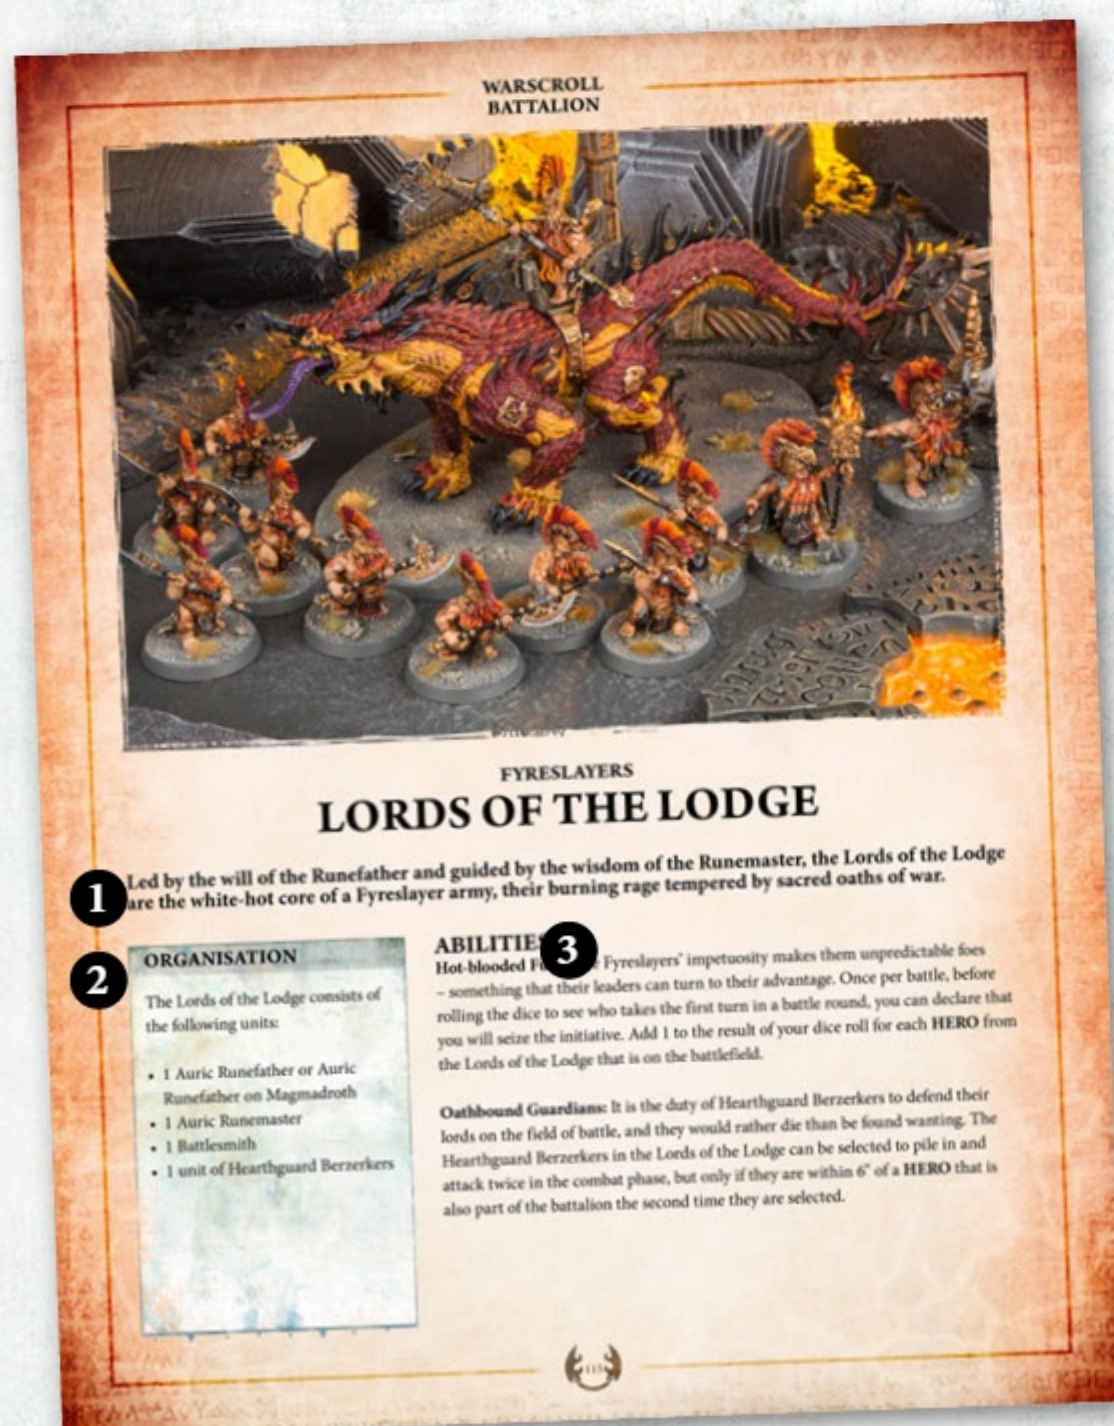 WARSCROLL
BATTALION
FYRESLAYERS
LORDS OF THE LODGE
1
Led by the will of the Runefather and guided by the wisdom of the Runemaster, the Lords of the Lodge
are the white-hot core of a Fyreslayer army, their burning rage tempered by sacred oaths of war.
2
ORGANISATION
The Lords of the Lodge consists of
the following units:
• 1 Auric Runefather or Auric
Runefather on Magmadroth
• 1 Auric Runemaster
• 1 Battlesmith
• 1 unit of Hearthguard Berzerkers
3
ABILITIE
Hot-blooded Fyreslayers' impetuosity makes them unpredictable foes
– something that their leaders can turn to their advantage. Once per battle, before
rolling the dice to see who takes the first turn in a battle round, you can declare that
you will seize the initiative. Add 1 to the result of your dice roll for each HERO from
the Lords of the Lodge that is on the battlefield.
Oathbound Guardians: It is the duty of Hearthguard Berzerkers to defend their
lords on the field of battle, and they would rather die than be found wanting. The
Hearthguard Berzerkers in the Lords of the Lodge can be selected to pile in and
attack twice in the combat phase, but only if they are within 6" of a HERO that is
also part of the battalion the second time they are selected.
115